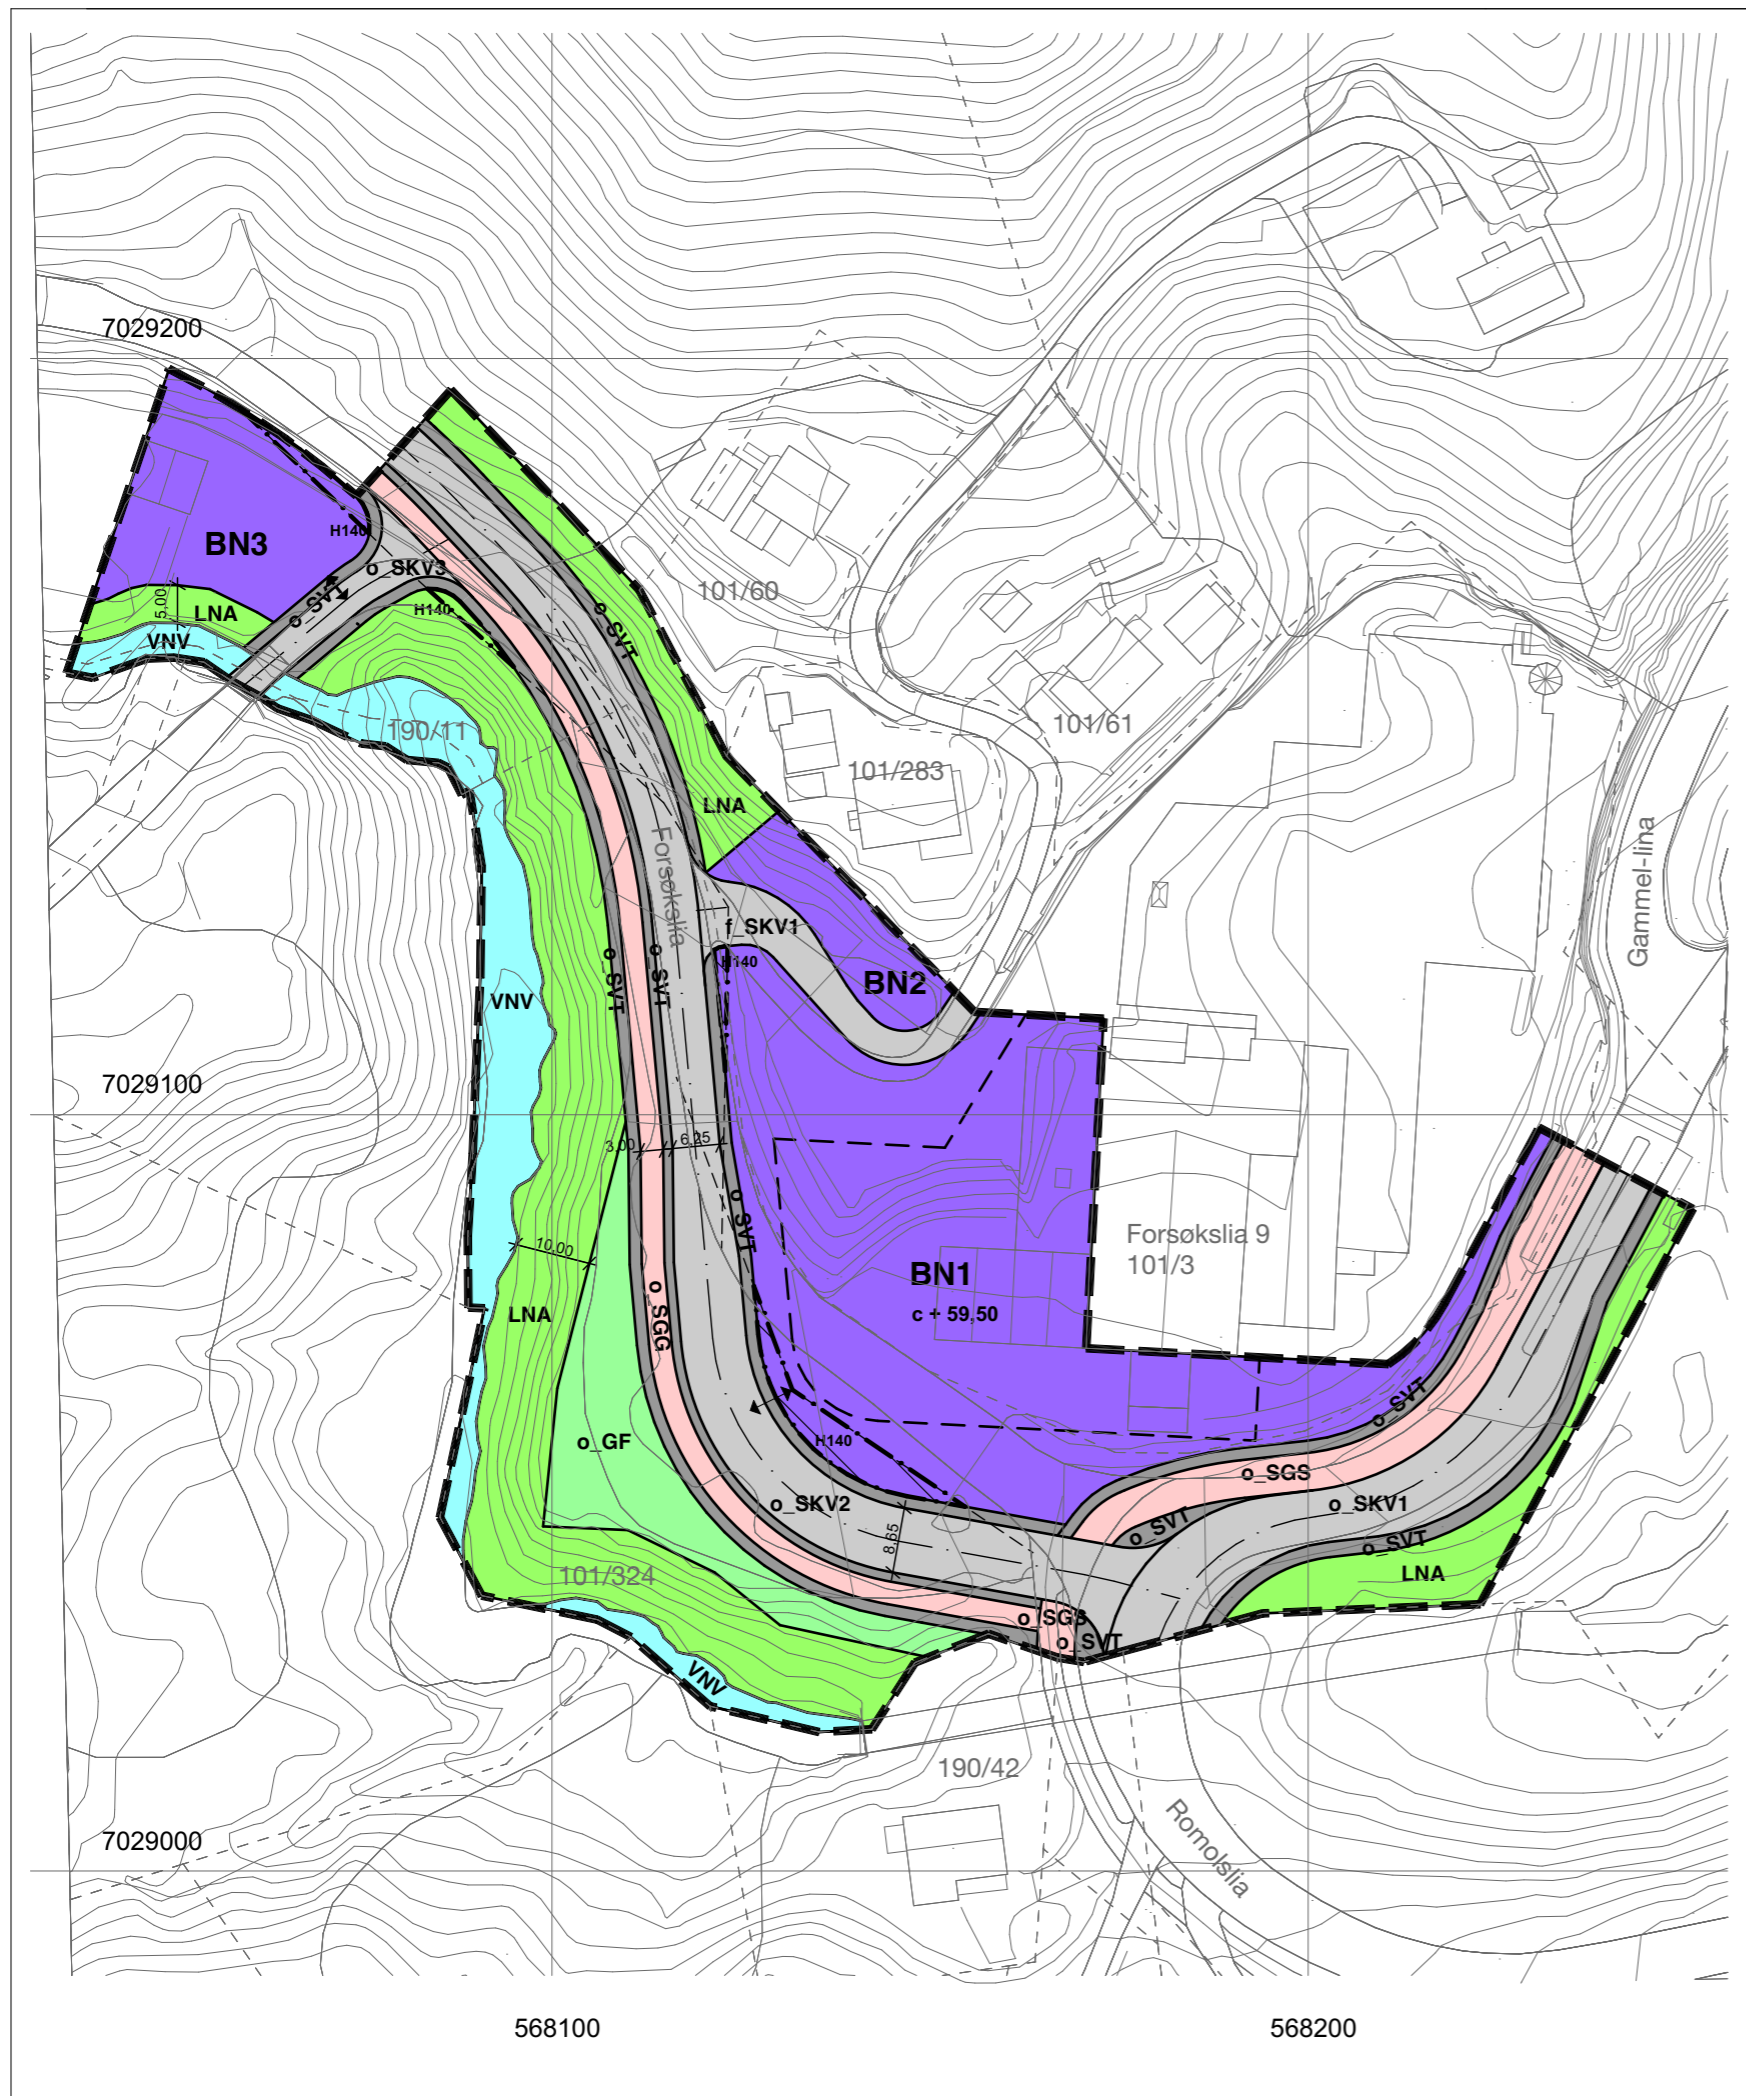 7029200
BN3
H140
o_SKV3
o_SVT
H140
5,00
LNA
VNV
o_SVT
101/60
190/11
101/61
101/283
LNA
Forsøkslia
Gammel-lina
f_SKV1
H140
BN2
o_SVT
o_SVT
VNV
7029100
3,00
6,25
o_SVT
10,00
Forsøkslia 9
101/3
BN1
c + 59,50
LNA
o_SGG
o_SVT
o_GF
H140
o_SGS
o_SKV2
o_SKV1
8,65
o_SVT
o_SVT
LNA
101/324
o_SGS
o_SVT
VNV
190/42
Romolslia
7029000
568100
568200